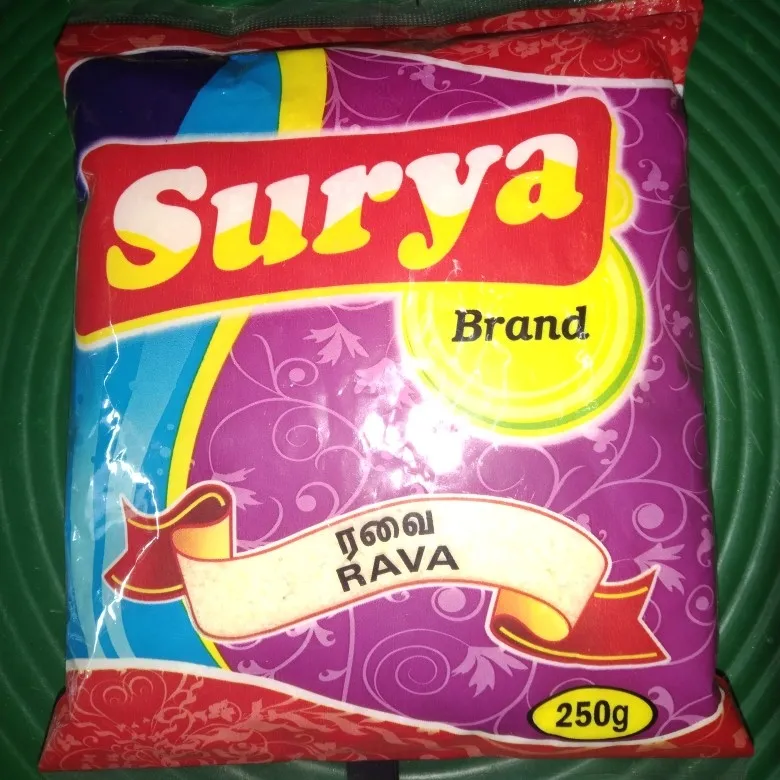 Surya
Brand
ரவை
RAVA
250g